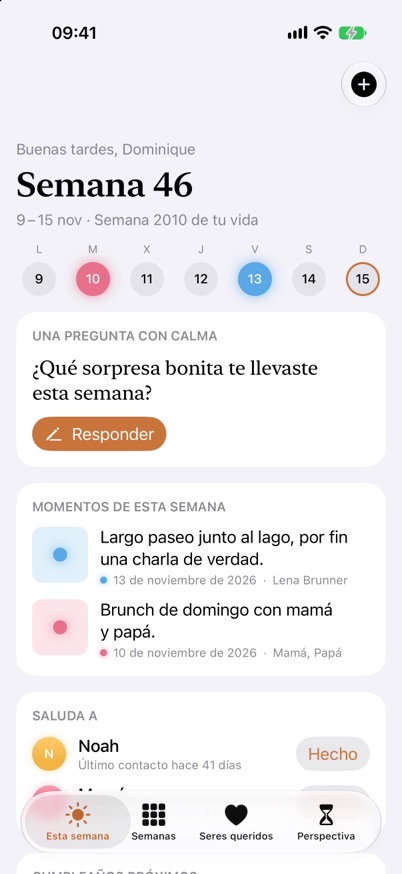 09:41
Buenas tardes, Dominique
Semana 46
9–15 nov · Semana 2010 de tu vida
L M X J V S D
9 10 11 12 13 14 15
UNA PREGUNTA CON CALMA
¿Qué sorpresa bonita te llevaste
esta semana?
Responder
MOMENTOS DE ESTA SEMANA
Largo paseo junto al lago, por fin
una charla de verdad.
13 de noviembre de 2026 · Lena Brunner
Brunch de domingo con mamá
y papá.
10 de noviembre de 2026 · Mamá, Papá
SALUDA A
N
Noah
Último contacto hace 41 días
Hecho
Esta semana
Semanas
Seres queridos
Perspectiva